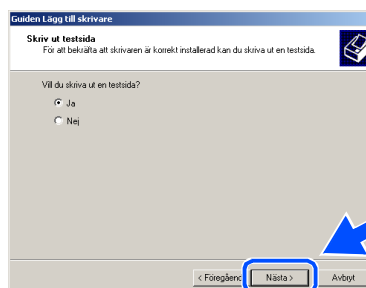 Guiden Lägg till skrivare
Skriv ut testsida
För att bekräfta att skrivaren är korrekt installerad kan du skriva ut en testsida.
Vill du skriva ut en testsida?
Ja
Nej
< Föregåend
Nästa >
Avbryt